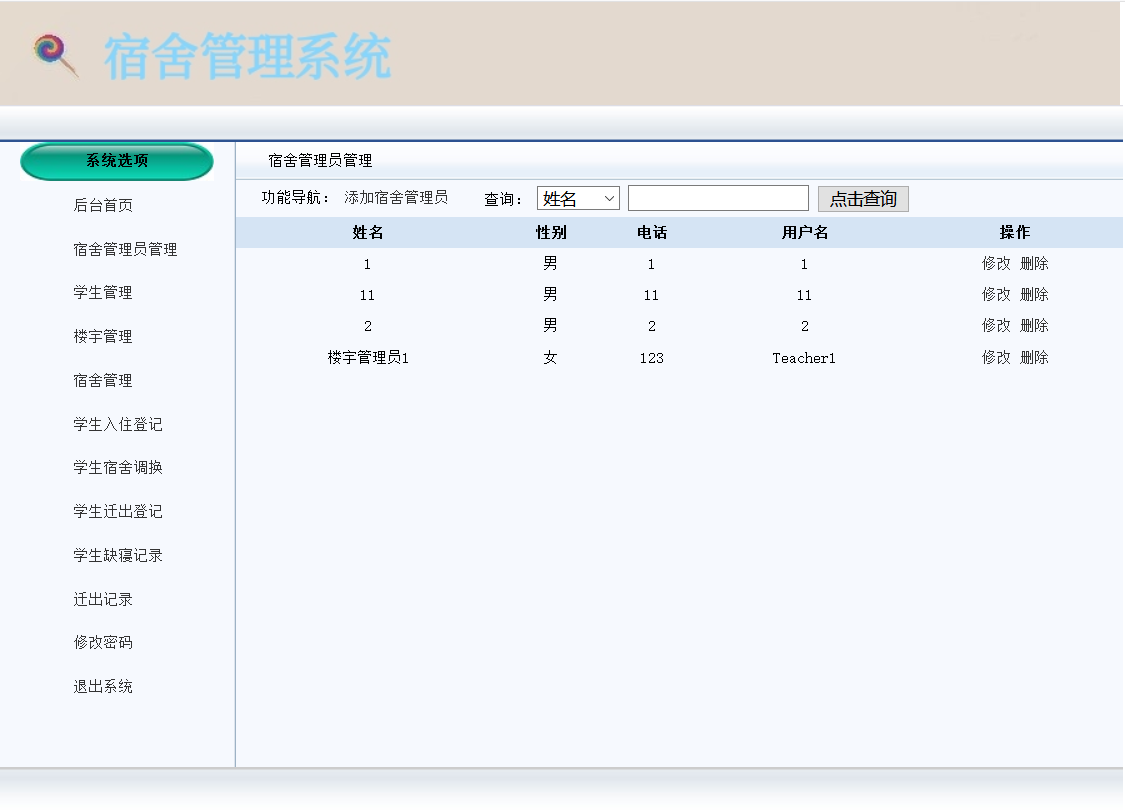 宿舍管理系统
系统选项
后台首页
宿舍管理员管理
学生管理
楼宇管理
宿舍管理
学生入住登记
学生宿舍调换
学生迁出登记
学生缺寝记录
迁出记录
修改密码
退出系统
宿舍管理员管理
功能导航： 添加宿舍管理员 查询： 姓名 点击查询
姓名 性别 电话 用户名 操作
1 男 1 1 修改 删除
11 男 11 11 修改 删除
2 男 2 2 修改 删除
楼宇管理员1 女 123 Teacher1 修改 删除